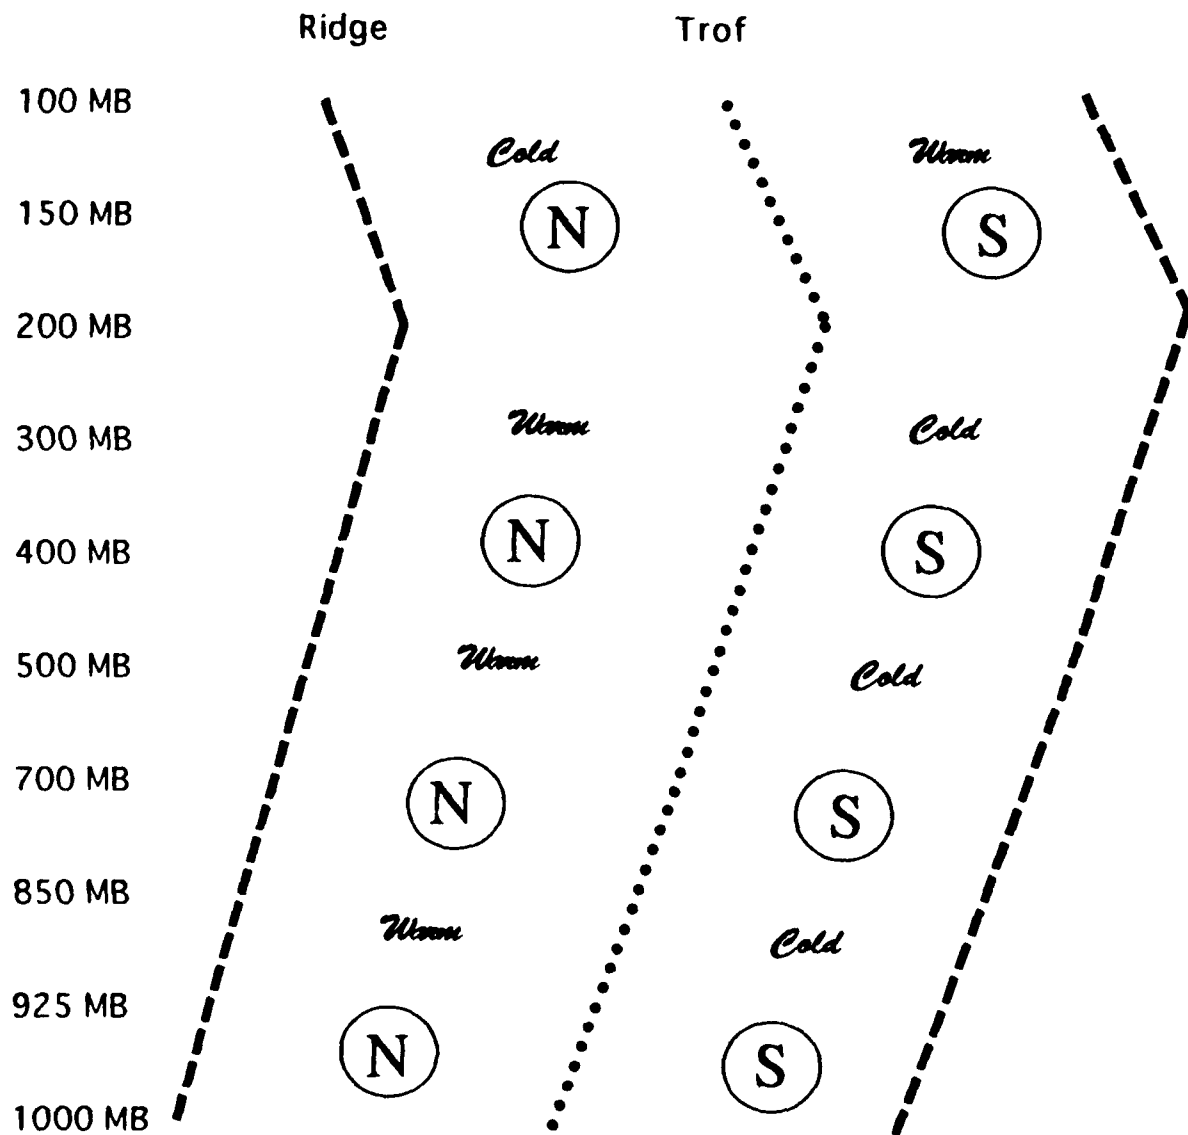 Ridge Trof
100 MB
Cold Warm
150 MB N S
200 MB
300 MB Warm Cold
400 MB N S
500 MB Warm Cold
700 MB N S
850 MB
Warm Cold
925 MB
N S
1000 MB